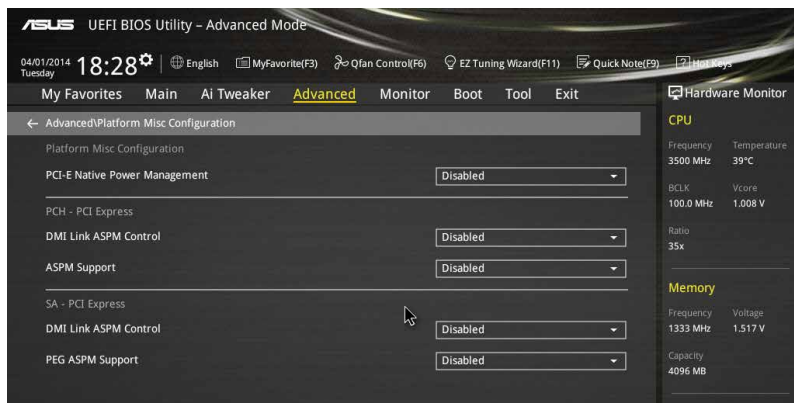 ASUS UEFI BIOS Utility – Advanced Mode
04/01/2014
Tuesday
18:28
English MyFavorite(F3) Qfan Control(F6) EZ Tuning Wizard(F11) Quick Note(F9) Hot Keys
My Favorites Main Ai Tweaker Advanced Monitor Boot Tool Exit
Hardware Monitor
← Advanced\Platform Misc Configuration
Platform Misc Configuration
PCI-E Native Power Management Disabled
PCH - PCI Express
DMI Link ASPM Control Disabled
ASPM Support Disabled
SA - PCI Express
DMI Link ASPM Control Disabled
PEG ASPM Support Disabled
CPU
Frequency Temperature
3500 MHz 39°C
BCLK Vcore
100.0 MHz 1.008 V
Ratio
35x
Memory
Frequency Voltage
1333 MHz 1.517 V
Capacity
4096 MB